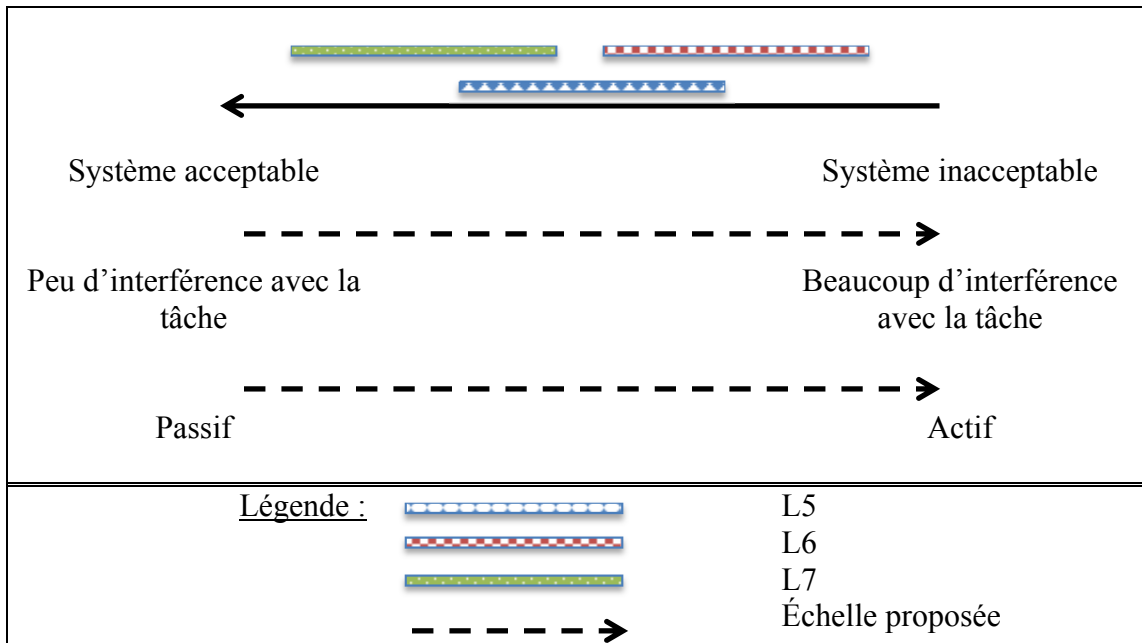 Système acceptable
Système inacceptable
Peu d'interférence avec la
tâche
Beaucoup d'interférence
avec la tâche
Passif
Actif
Légende :
L5
L6
L7
Échelle proposée